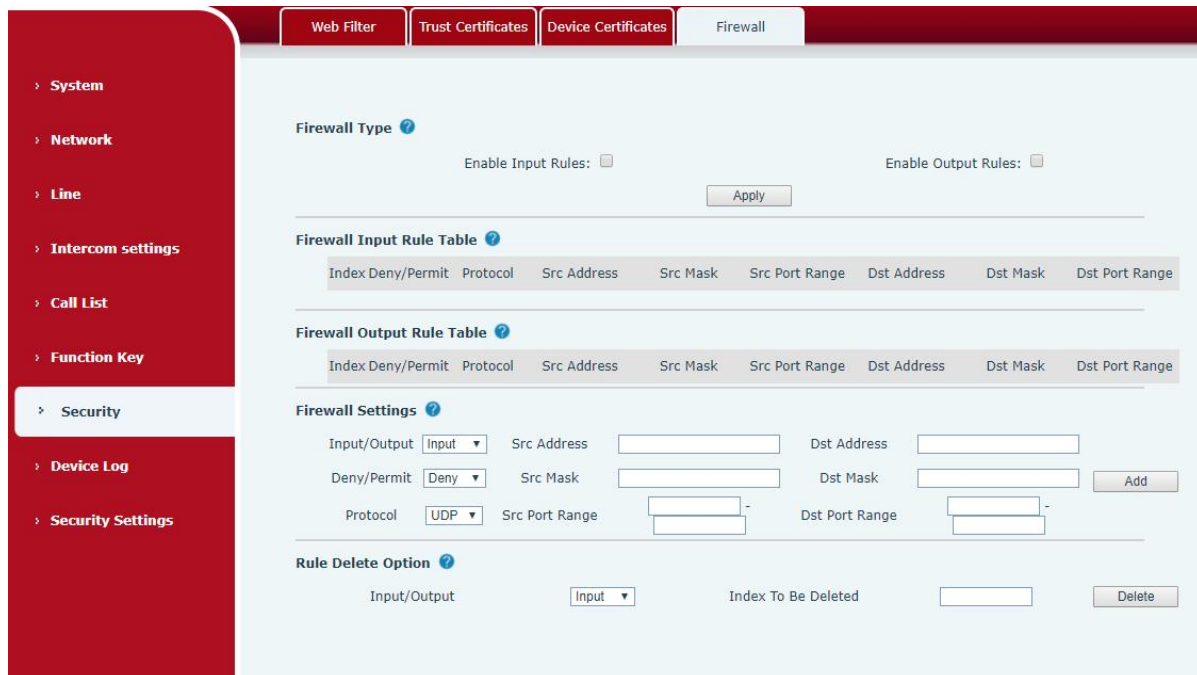 Web Filter Trust Certificates Device Certificates Firewall
› System
› Network
› Line
› Intercom settings
› Call List
› Function Key
› Security
› Device Log
› Security Settings
Firewall Type ?
Enable Input Rules: Enable Output Rules:
Apply
Firewall Input Rule Table ?
Index Deny/Permit Protocol Src Address Src Mask Src Port Range Dst Address Dst Mask Dst Port Range
Firewall Output Rule Table ?
Index Deny/Permit Protocol Src Address Src Mask Src Port Range Dst Address Dst Mask Dst Port Range
Firewall Settings ?
Input/Output Input Src Address Dst Address
Deny/Permit Deny Src Mask Dst Mask Add
Protocol UDP Src Port Range - Dst Port Range -
Rule Delete Option ?
Input/Output Input Index To Be Deleted Delete